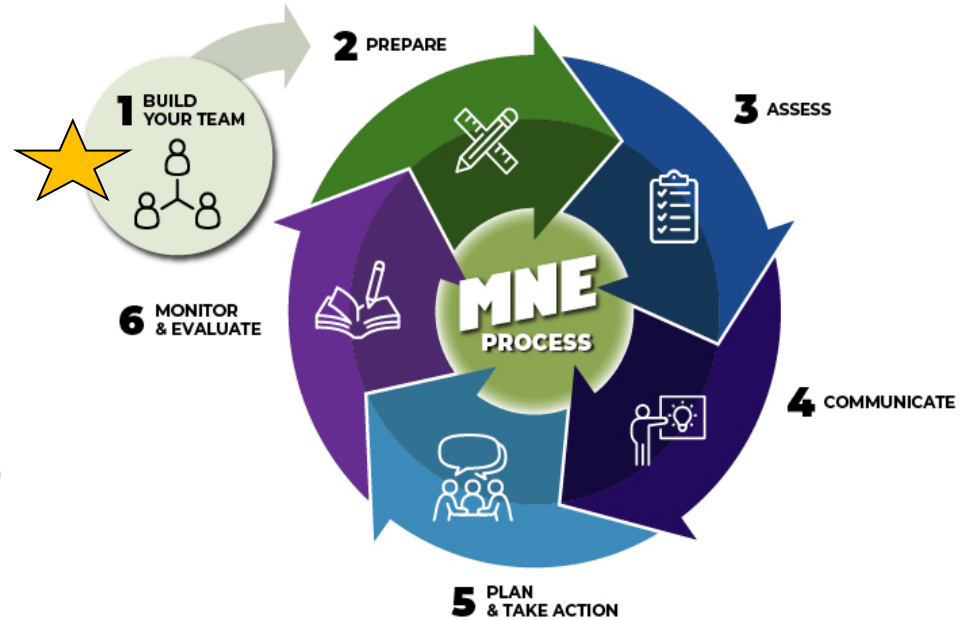 1 BUILD
YOUR TEAM
2 PREPARE
3 ASSESS
4 COMMUNICATE
5 PLAN
& TAKE ACTION
6 MONITOR
& EVALUATE
MNE
PROCESS